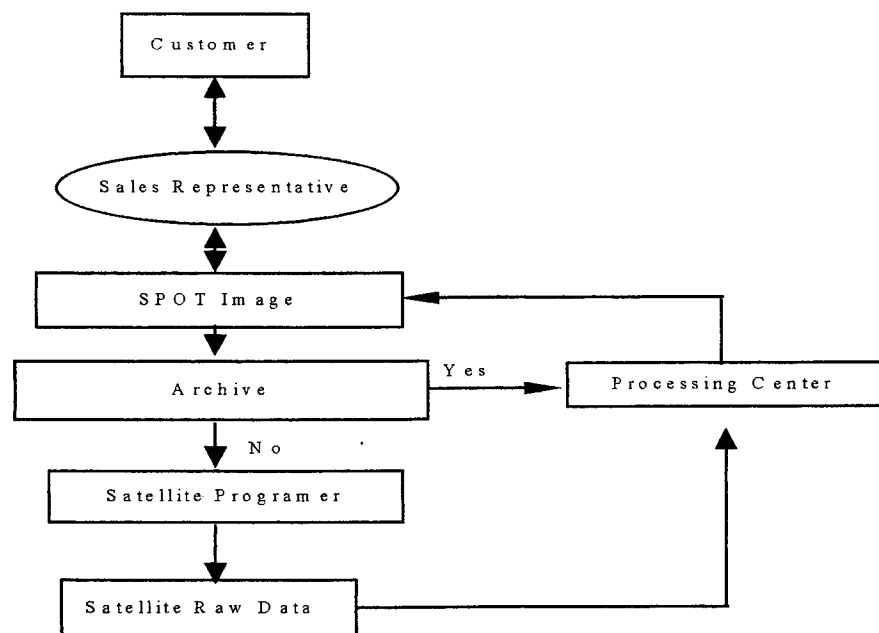 Customer
Sales Representative
SPOT Image
Archive
Yes
Processing Center
No
Satellite Programer
Satellite Raw Data